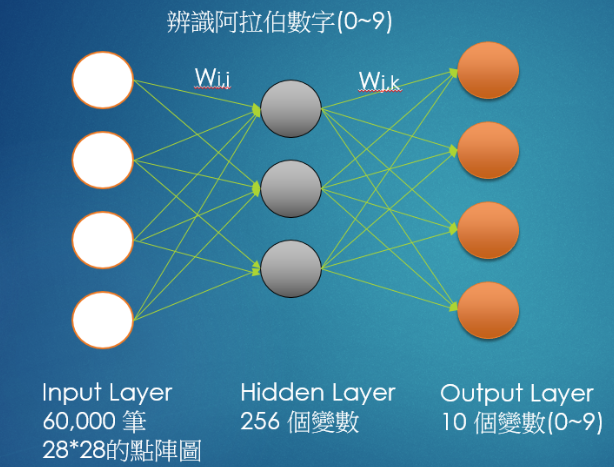 辨識阿拉伯數字(0~9)
Wi,j
Wj,k
Input Layer
60,000 筆
28*28的點陣圖
Hidden Layer
256 個變數
Output Layer
10 個變數(0~9)